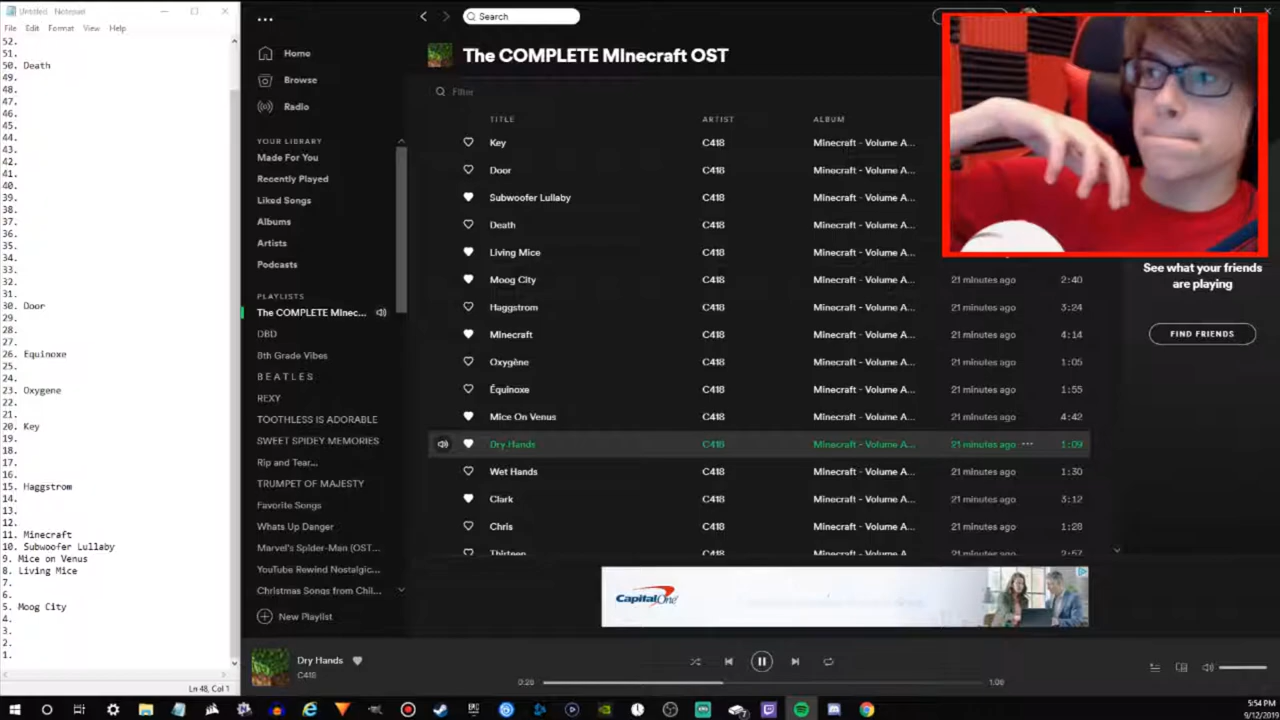 Untitled - Notepad
File Edit Format View Help
52.
51.
50. Death
49.
48.
47.
46.
45.
44.
43.
42.
41.
40.
39.
38.
37.
36.
35.
34.
33.
32.
31.
30. Door
29.
28.
27.
26. Equinoxe
25.
24.
23. Oxygene
22.
21.
20. Key
19.
18.
17.
16.
15. Haggstrom
14.
13.
12.
11. Minecraft
10. Subwoofer Lullaby
9. Mice on Venus
8. Living Mice
7.
6.
5. Moog City
4.
3.
2.
1.
Ln 48, Col 1
Home
Browse
Radio
YOUR LIBRARY
Made For You
Recently Played
Liked Songs
Albums
Artists
Podcasts
PLAYLISTS
The COMPLETE MInec...
DBD
8th Grade Vibes
B E A T L E S
REXY
TOOTHLESS IS ADORABLE
SWEET SPIDEY MEMORIES
Rip and Tear...
TRUMPET OF MAJESTY
Favorite Songs
Whats Up Danger
Marvel's Spider-Man (OST...
YouTube Rewind Nostalgic...
Christmas Songs from Chil...
New Playlist
Search
The COMPLETE MInecraft OST
Filter
TITLE ARTIST ALBUM
Key C418 Minecraft - Volume A...
Door C418 Minecraft - Volume A...
Subwoofer Lullaby C418 Minecraft - Volume A...
Death C418 Minecraft - Volume A...
Living Mice C418 Minecraft - Volume A...
Moog City C418 Minecraft - Volume A... 21 minutes ago 2:40
Haggstrom C418 Minecraft - Volume A... 21 minutes ago 3:24
Minecraft C418 Minecraft - Volume A... 21 minutes ago 4:14
Oxygène C418 Minecraft - Volume A... 21 minutes ago 1:05
Équinoxe C418 Minecraft - Volume A... 21 minutes ago 1:55
Mice On Venus C418 Minecraft - Volume A... 21 minutes ago 4:42
Dry Hands C418 Minecraft - Volume A... 21 minutes ago 1:09
Wet Hands C418 Minecraft - Volume A... 21 minutes ago 1:30
Clark C418 Minecraft - Volume A... 21 minutes ago 3:12
Chris C418 Minecraft - Volume A... 21 minutes ago 1:28
Thirteen C418 Minecraft - Volume A... 21 minutes ago 2:57
See what your friends
are playing
FIND FRIENDS
Capital One
Dry Hands
C418
0:28
1:08
5:54 PM
9/12/2019